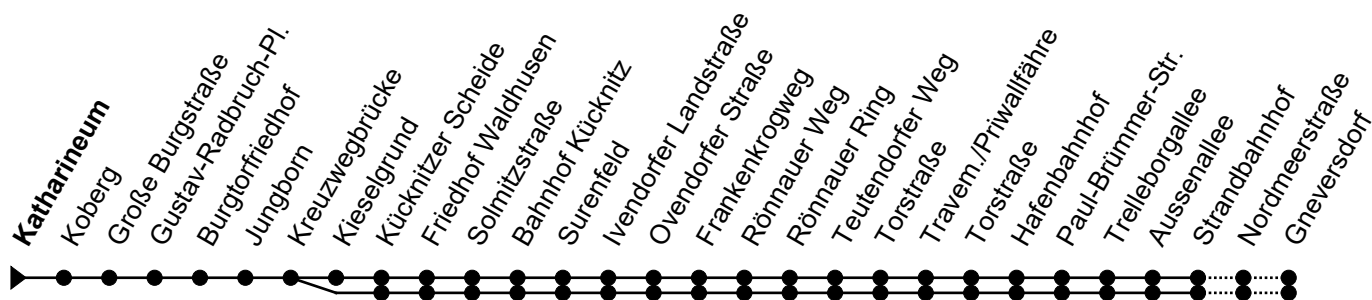 Katharineum
Koberg
Große Burgstraße
Gustav-Radbruch-Pl.
Burgtorfriedhof
Jungborn
Kreuzwegbrücke
Kieselgrund
Kücknitzer Scheide
Friedhof Waldhusen
Solmitzstraße
Bahnhof Kücknitz
Surenfeld
Ivendorfer Landstraße
Ovendorfer Straße
Frankenkrogweg
Rönnauer Weg
Rönnauer Ring
Teutendorfer Weg
Torstraße
Travem./Priwallfähre
Torstraße
Hafenbahnhof
Paul-Brümmer-Str.
Trelleborgallee
Aussenallee
Strandbahnhof
Nordmeerstraße
Gneversdorf